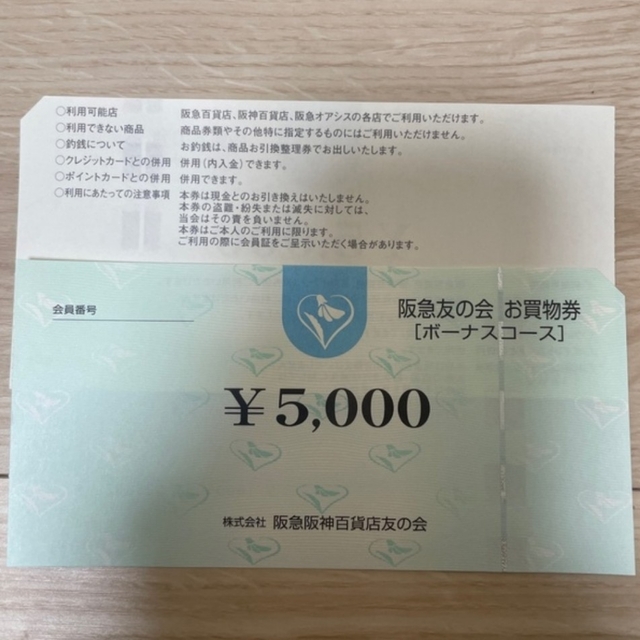 ○利用可能店 阪急百貨店、阪神百貨店、阪急オアシスの各店でご利用いただけます。
○利用できない商品 商品券類やその他特に指定するものにはご利用いただけません。
○釣銭について お釣銭は、商品お引換整理券でお出しいたします。
○クレジットカードとの併用 併用(内入金)できます。
○ポイントカードとの併用 併用できます。
○利用にあたっての注意事項 本券は現金とのお引き換えはいたしません。
本券の盗難・紛失または滅失に対しては、
当会はその責を負いません。
本券はご本人のご利用に限ります。
ご利用の際に会員証をご呈示いただく場合があります。
会員番号
阪急友の会 お買物券
[ボーナスコース]
¥5,000
株式会社 阪急阪神百貨店友の会